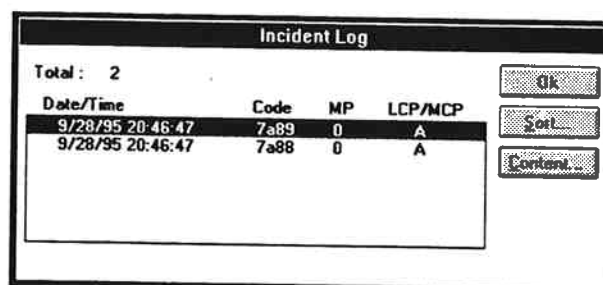 Incident Log
Total : 2
Ok
Date/Time Code MP LCP/MCP
Sort...
9/28/95 20:46:47 7a89 0 A
9/28/95 20:46:47 7a88 0 A
Content...